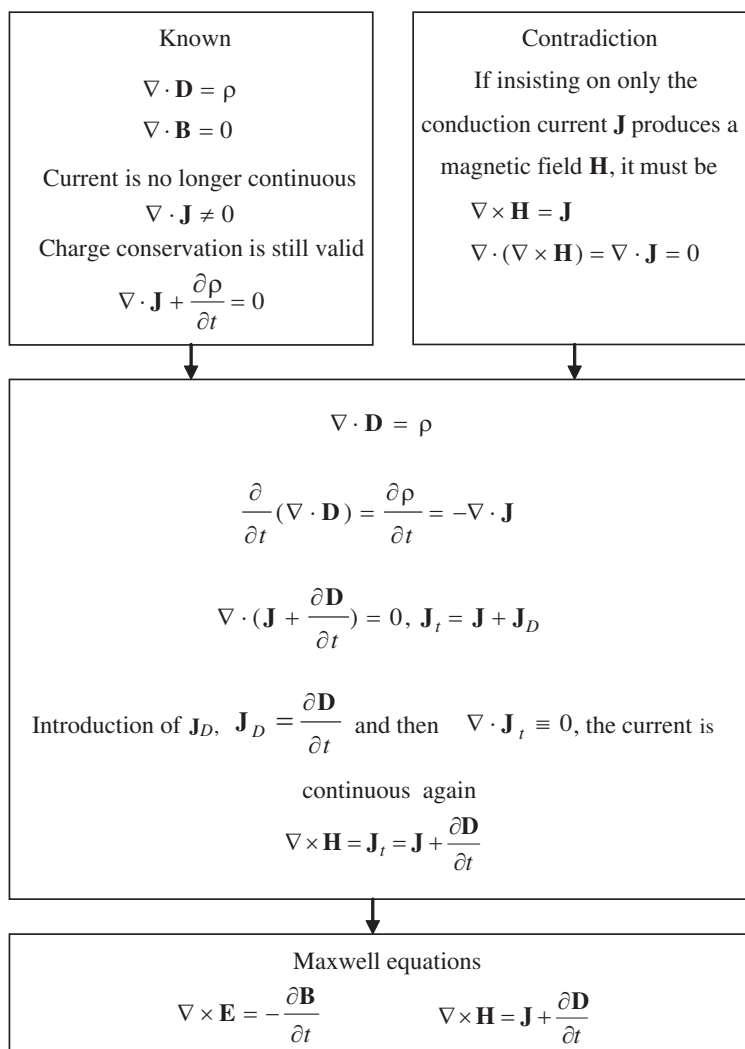 Known
∇ · D = ρ
∇ · B = 0
Current is no longer continuous
∇ · J ≠ 0
Charge conservation is still valid
∇ · J + ∂ρ/∂t = 0
Contradiction
If insisting on only the
conduction current J produces a
magnetic field H, it must be
∇ × H = J
∇ · (∇ × H) = ∇ · J = 0
∇ · D = ρ
∂/∂t (∇ · D) = ∂ρ/∂t = −∇ · J
∇ · (J + ∂D/∂t) = 0, J_t = J + J_D
Introduction of J_D, J_D = ∂D/∂t and then ∇ · J_t ≡ 0, the current is
continuous again
∇ × H = J_t = J + ∂D/∂t
Maxwell equations
∇ × E = −∂B/∂t ∇ × H = J + ∂D/∂t